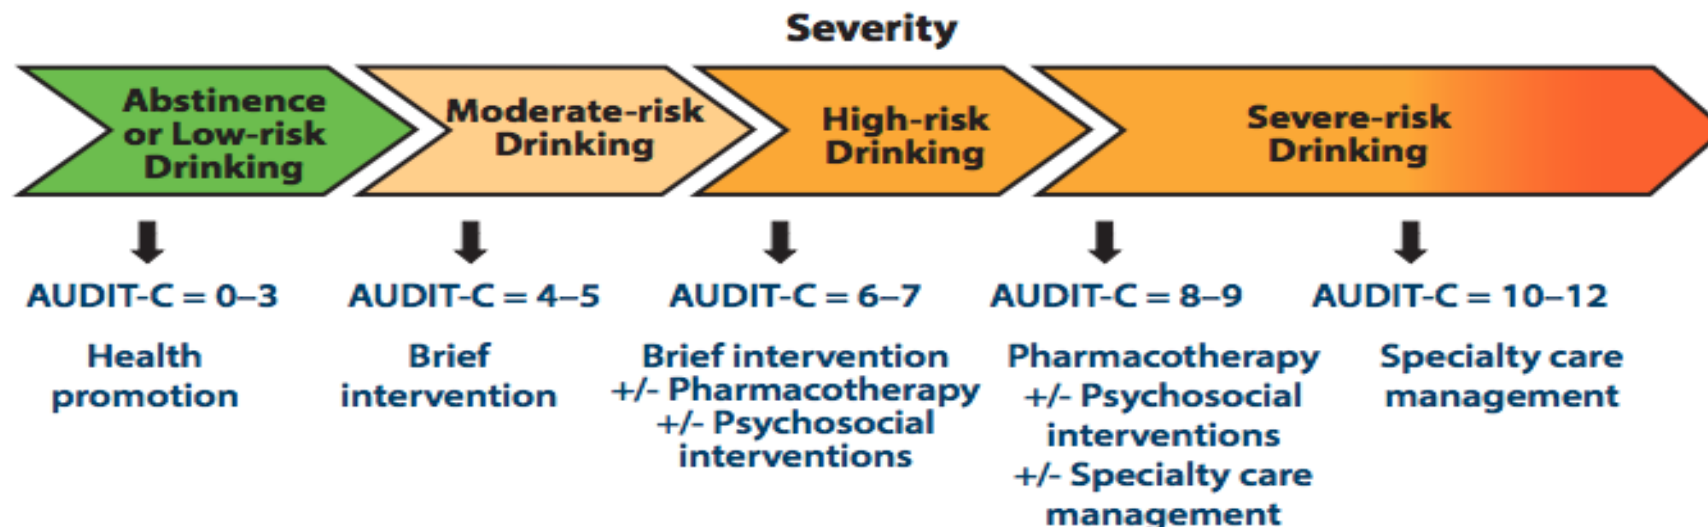 Severity
Abstinence
or Low-risk
Drinking
Moderate-risk
Drinking
High-risk
Drinking
Severe-risk
Drinking
AUDIT-C = 0–3
Health
promotion
AUDIT-C = 4–5
Brief
intervention
AUDIT-C = 6–7
Brief intervention
+/- Pharmacotherapy
+/- Psychosocial
interventions
AUDIT-C = 8–9
Pharmacotherapy
+/- Psychosocial
interventions
+/- Specialty care
management
AUDIT-C = 10–12
Specialty care
management